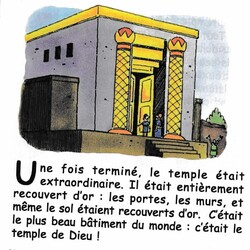 Une fois terminé, le temple était
extraordinaire. Il était entièrement
recouvert d'or : les portes, les murs, et
même le sol étaient recouverts d'or. C'était
le plus beau bâtiment du monde : c'était le
temple de Dieu !